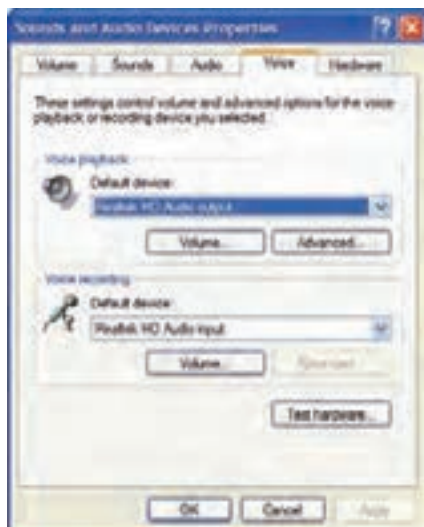 Sounds and Audio Devices Properties
Volume
Sounds
Audio
Voice
Hardware
These settings control volume and advanced options for the voice
playback or recording device you selected.
Voice playback
Default device:
Realtek HD Audio output
Volume...
Advanced...
Voice recording
Default device:
Realtek HD Audio input
Volume...
Advanced...
Test hardware...
OK
Cancel
Apply